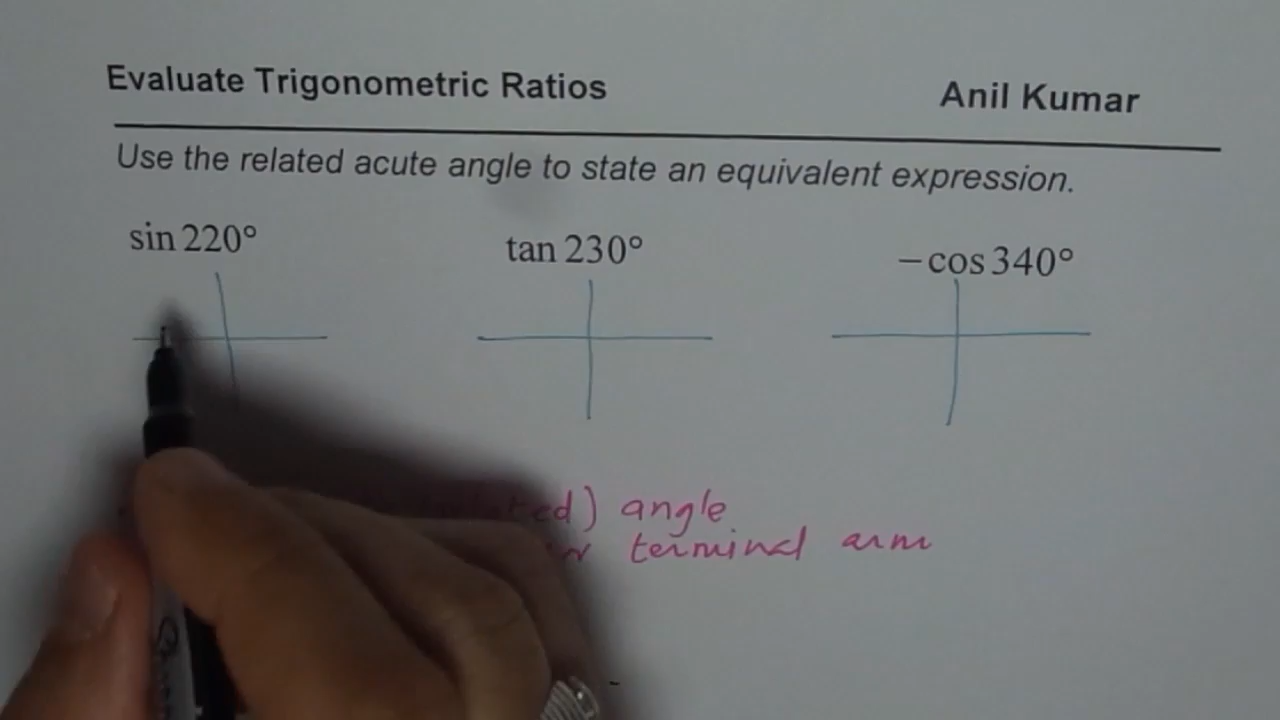 Evaluate Trigonometric Ratios Anil Kumar
Use the related acute angle to state an equivalent expression.
sin 220° tan 230° −cos 340°
angle
terminal arm